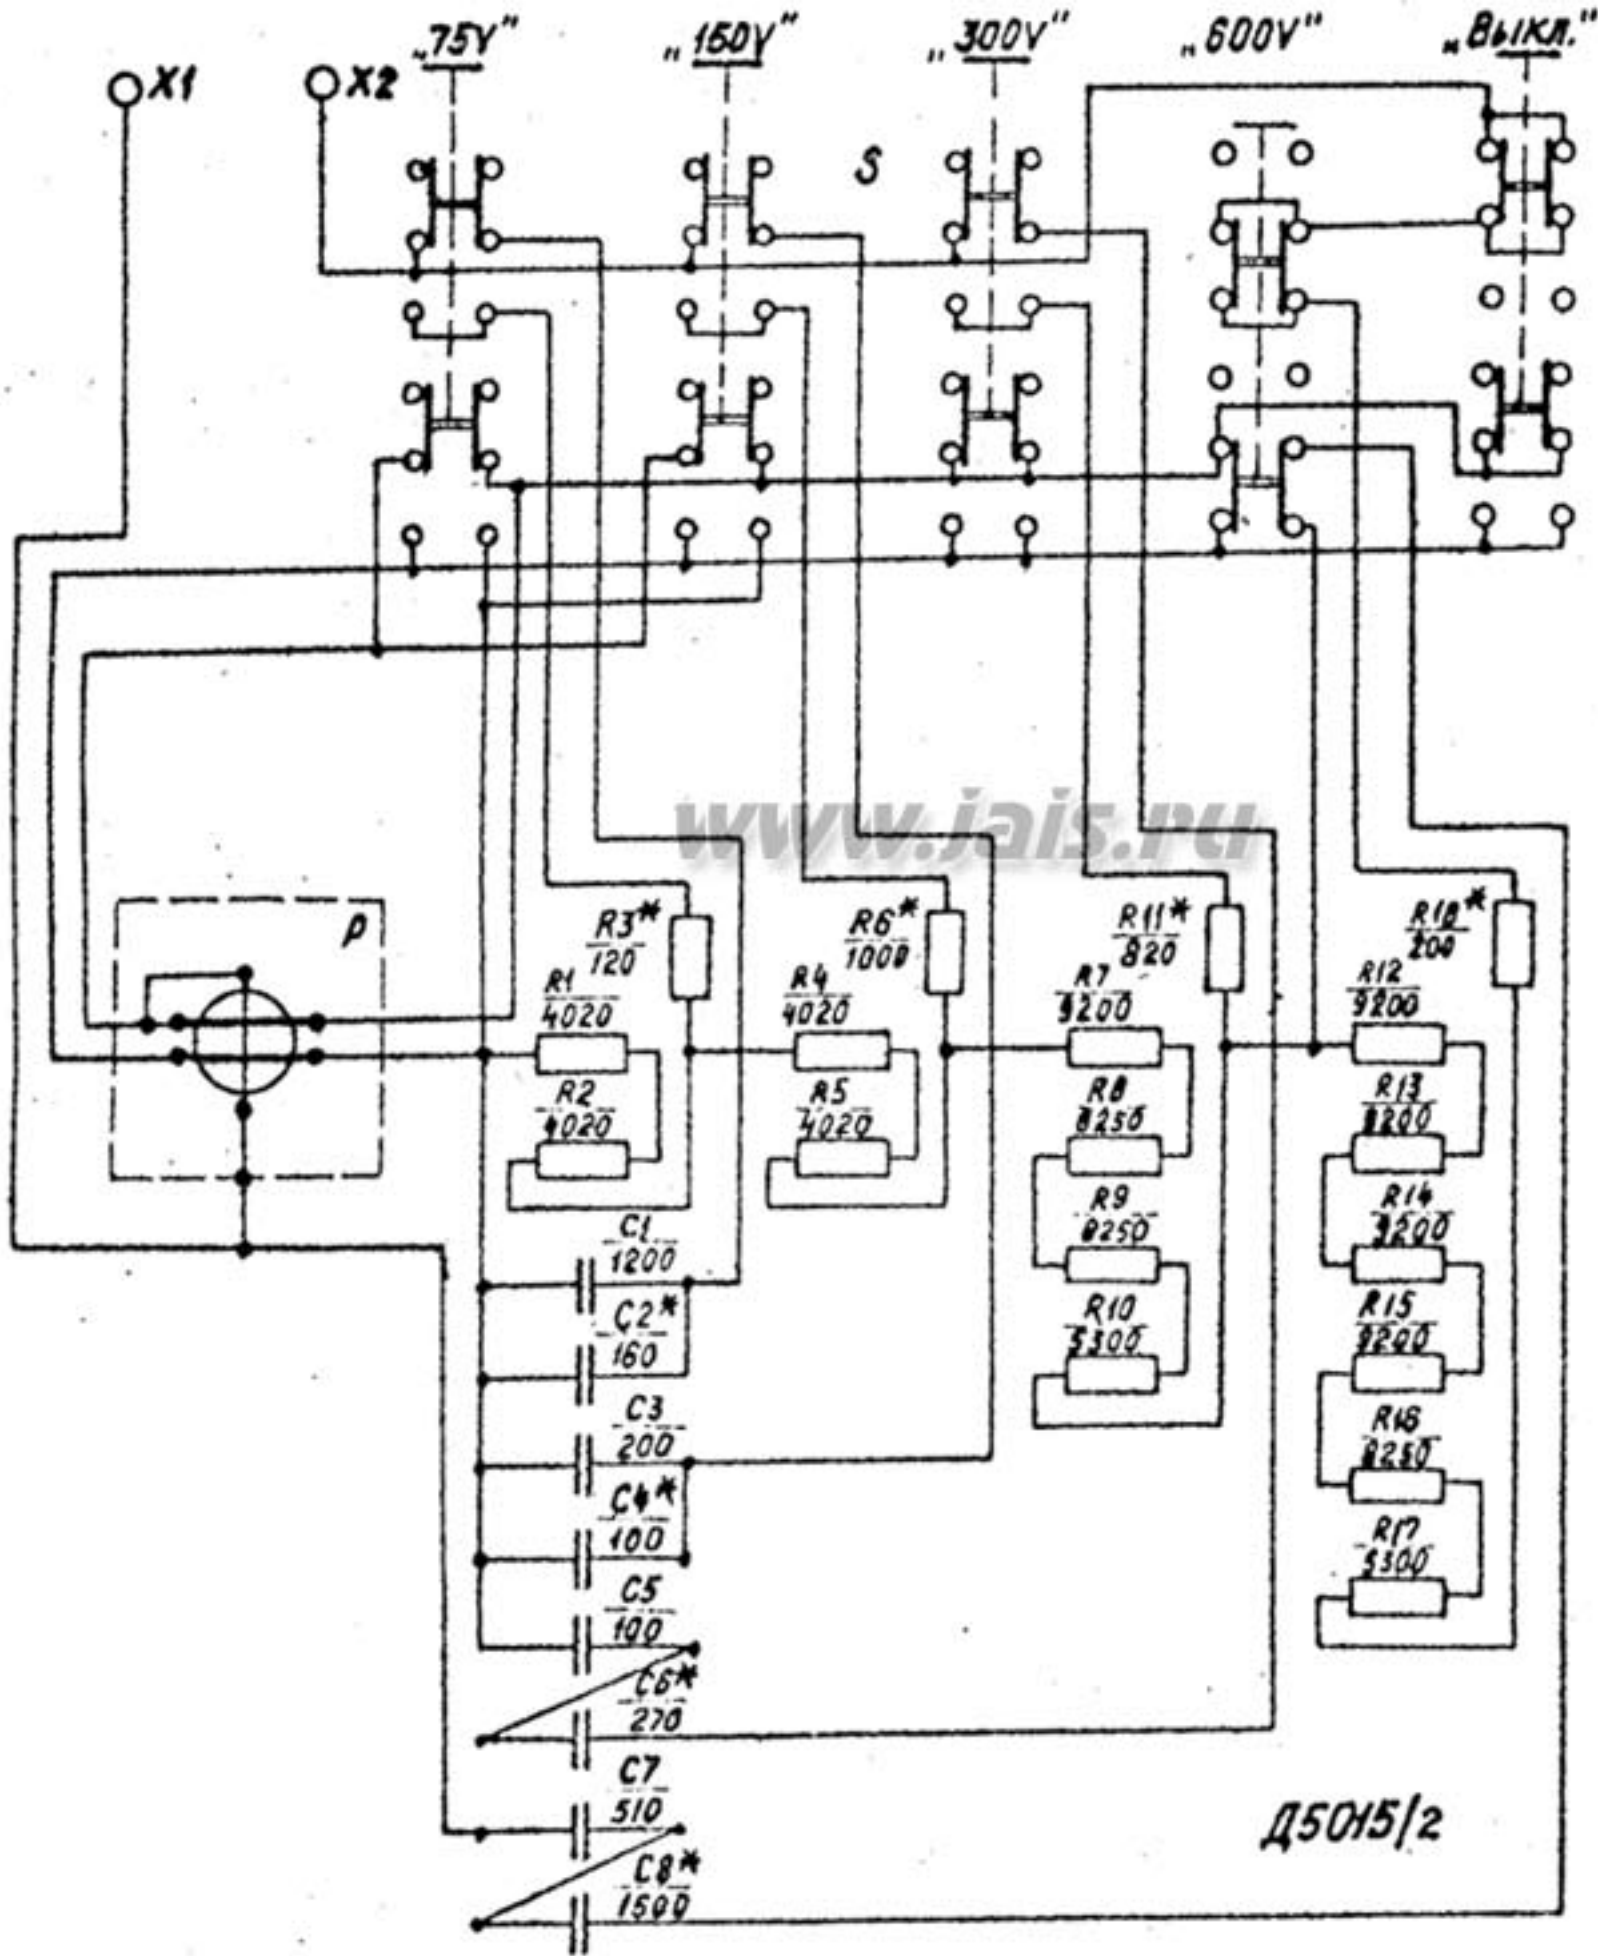 „75V" „150V" „300V" „600V" „Выкл."
X1 X2
S
www.jais.ru
P
R3* 120
R6* 1000
R11* 820
R18* 200
R1 4020
R4 4020
R7 9200
R12 9200
R2 4020
R5 4020
R8 8250
R13 9200
R9 8250
R14 9200
C1 1200
R10 5300
R15 9200
C2* 160
C3 200
R16 8250
C4* 100
R17 5300
C5 100
C6* 270
C7 510
Д5015/2
C8* 1500